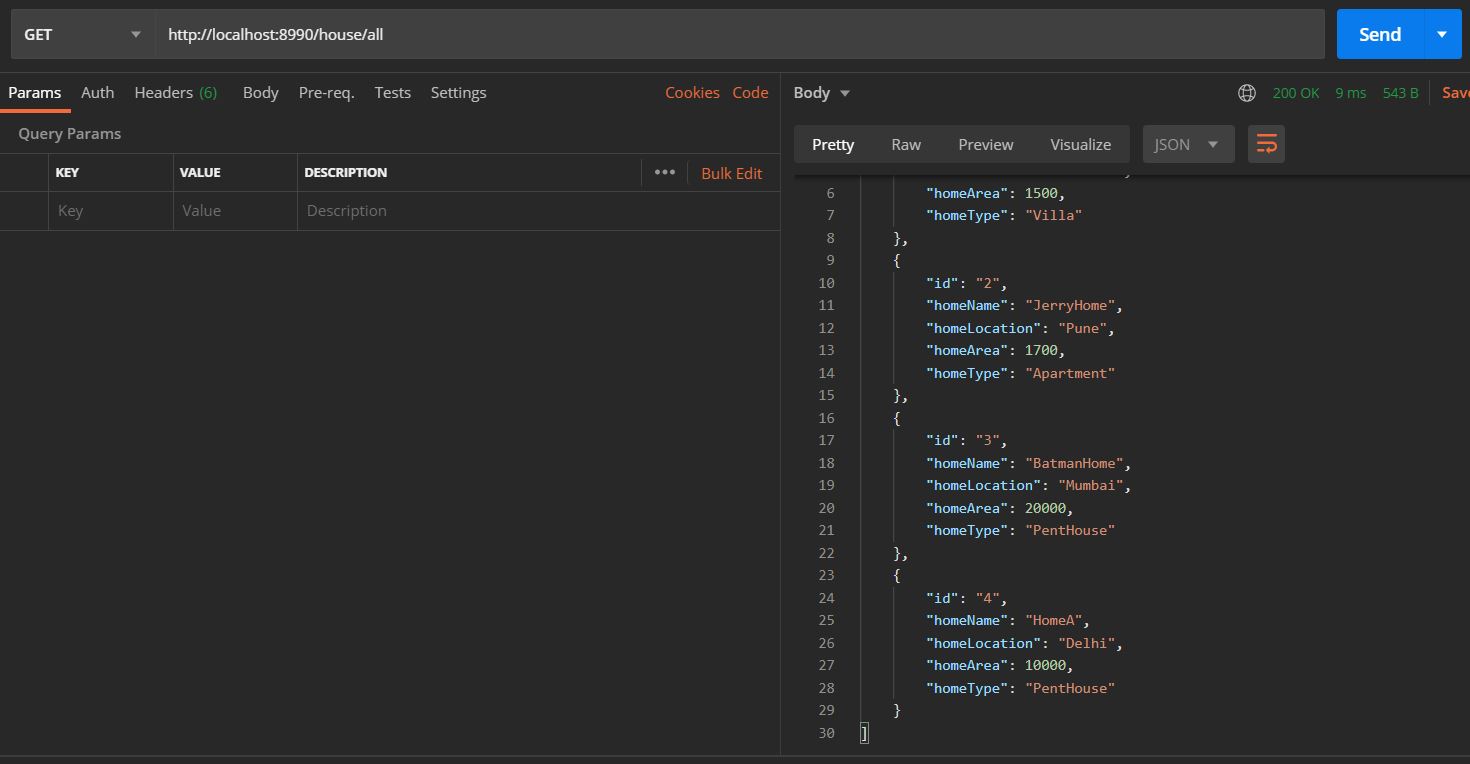 GET http://localhost:8990/house/all Send
Params Auth Headers (6) Body Pre-req. Tests Settings Cookies Code
Query Params
KEY VALUE DESCRIPTION ••• Bulk Edit
Key Value Description
Body 200 OK 9 ms 543 B Save
Pretty Raw Preview Visualize JSON
6 "homeArea": 1500,
7 "homeType": "Villa"
8 },
9 {
10 "id": "2",
11 "homeName": "JerryHome",
12 "homeLocation": "Pune",
13 "homeArea": 1700,
14 "homeType": "Apartment"
15 },
16 {
17 "id": "3",
18 "homeName": "BatmanHome",
19 "homeLocation": "Mumbai",
20 "homeArea": 20000,
21 "homeType": "PentHouse"
22 },
23 {
24 "id": "4",
25 "homeName": "HomeA",
26 "homeLocation": "Delhi",
27 "homeArea": 10000,
28 "homeType": "PentHouse"
29 }
30 ]